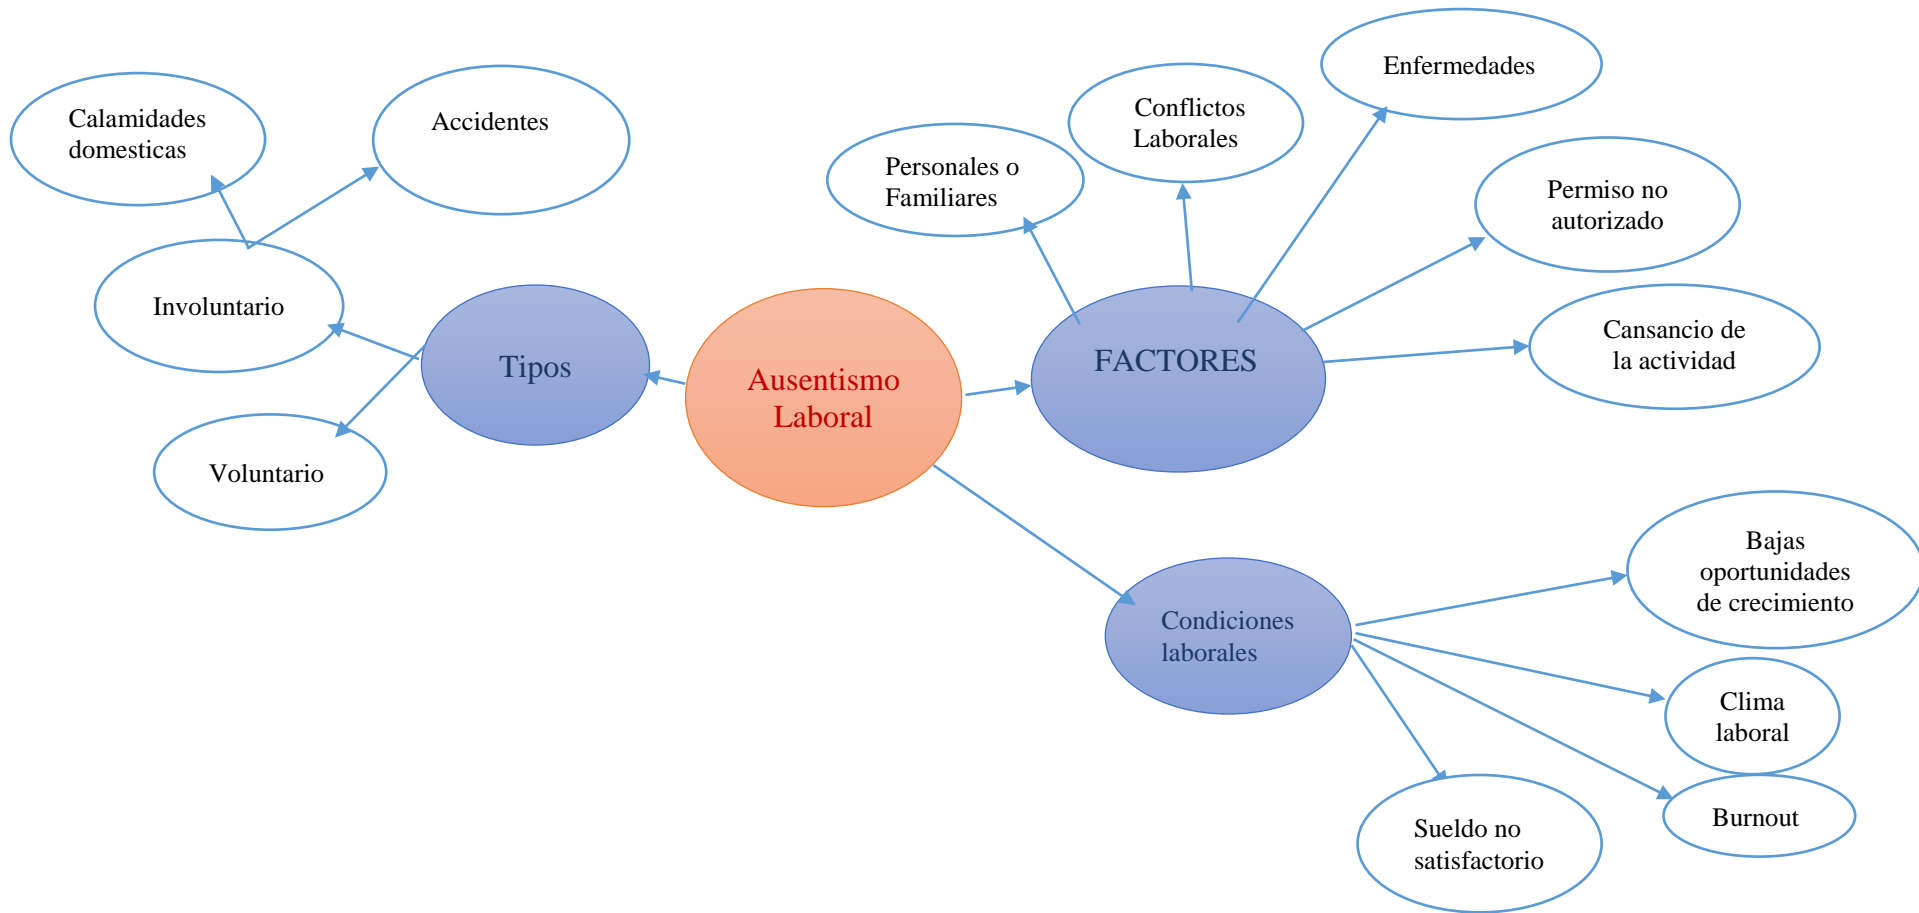 Calamidades
domesticas
Accidentes
Involuntario
Voluntario
Tipos
Ausentismo
Laboral
FACTORES
Personales o
Familiares
Conflictos
Laborales
Enfermedades
Permiso no
autorizado
Cansancio de
la actividad
Condiciones
laborales
Bajas
oportunidades
de crecimiento
Clima
laboral
Burnout
Sueldo no
satisfactorio